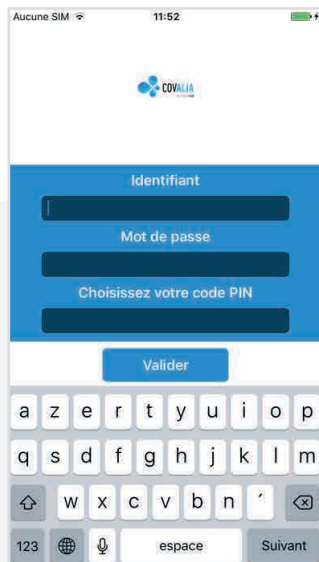 Aucune SIM 11:52
COVALIA
Identifiant
Mot de passe
Choisissez votre code PIN
Valider
a z e r t y u i o p
q s d f g h j k l m
w x c v b n ´
123 espace Suivant